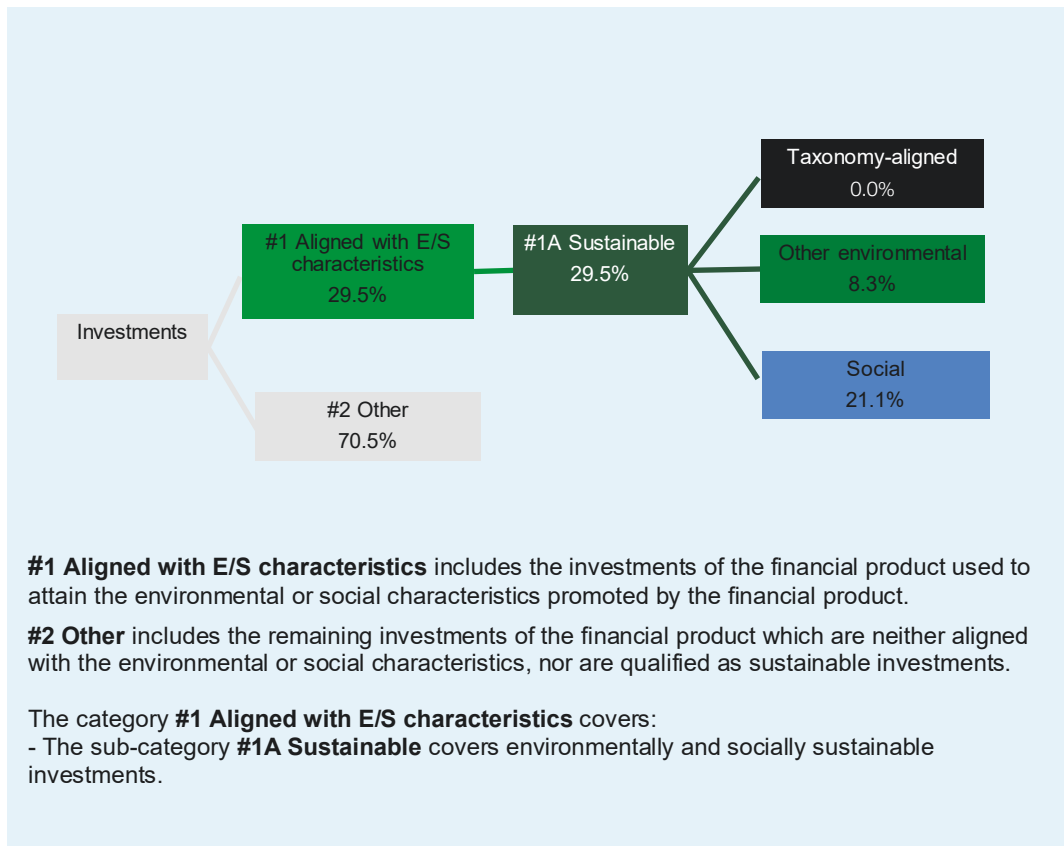 Taxonomy-aligned
0.0%
#1 Aligned with E/S
characteristics
29.5%
#1A Sustainable
29.5%
Other environmental
8.3%
Investments
Social
21.1%
#2 Other
70.5%
#1 Aligned with E/S characteristics includes the investments of the financial product used to
attain the environmental or social characteristics promoted by the financial product.
#2 Other includes the remaining investments of the financial product which are neither aligned
with the environmental or social characteristics, nor are qualified as sustainable investments.
The category #1 Aligned with E/S characteristics covers:
- The sub-category #1A Sustainable covers environmentally and socially sustainable
investments.